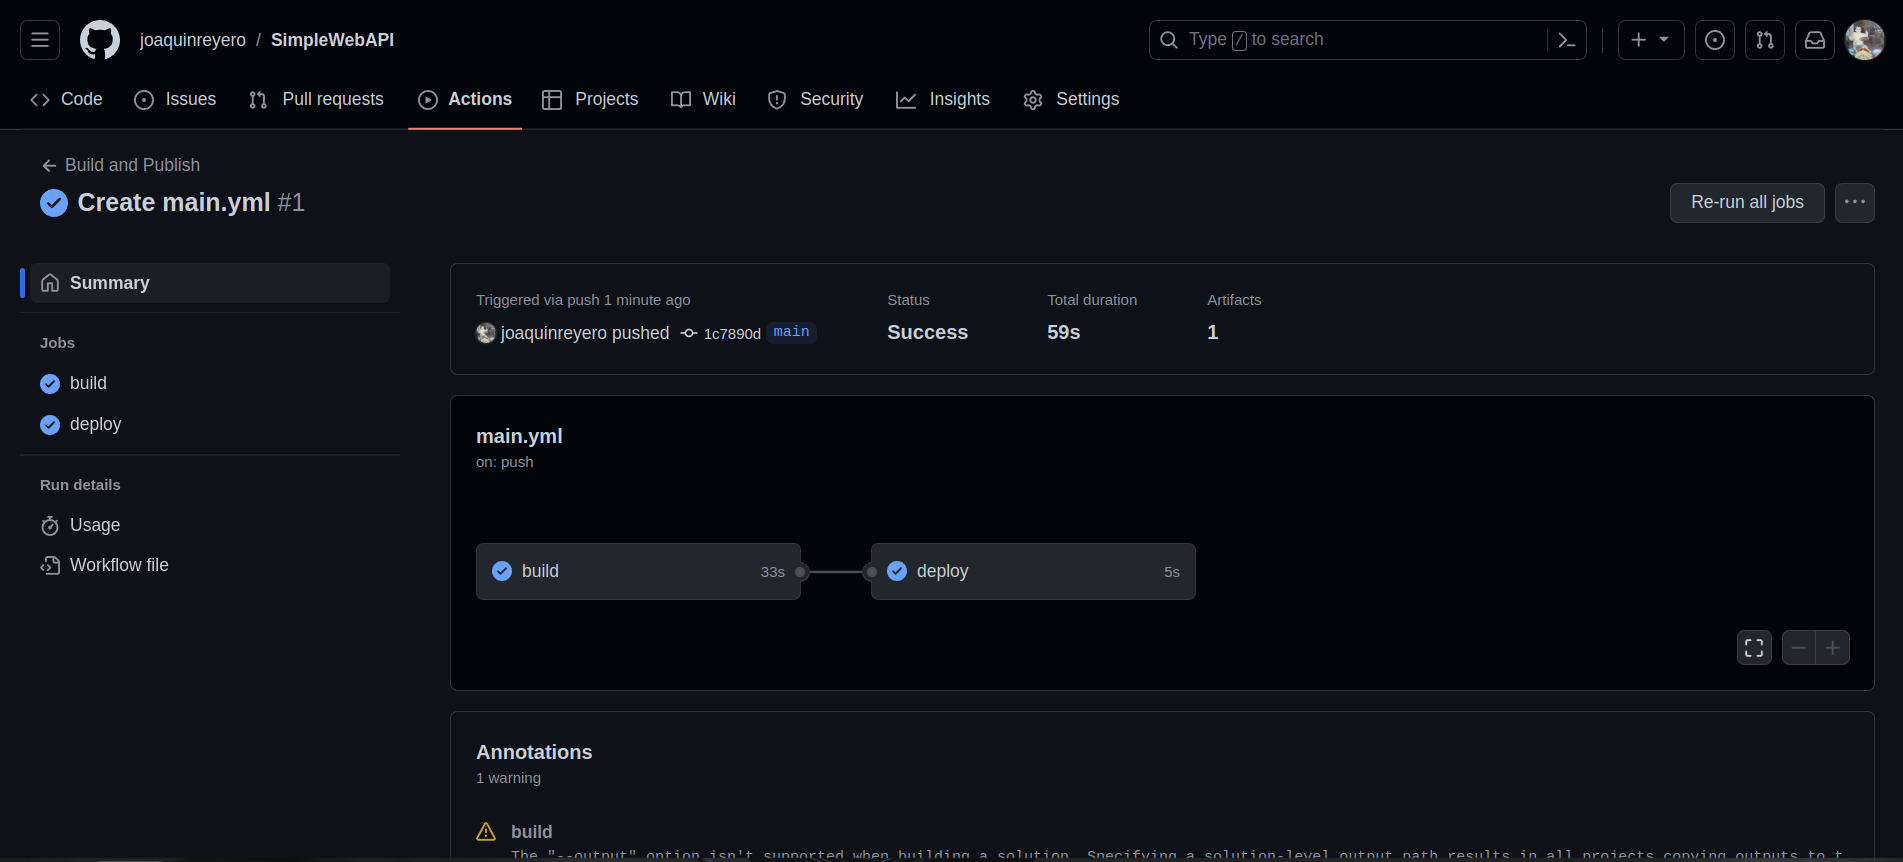 joaquinreyero / SimpleWebAPI
Type / to search
Code Issues Pull requests Actions Projects Wiki Security Insights Settings
Build and Publish
Create main.yml #1
Re-run all jobs
Summary
Jobs
build
deploy
Run details
Usage
Workflow file
Triggered via push 1 minute ago
joaquinreyero pushed 1c7890d main
Status
Success
Total duration
59s
Artifacts
1
main.yml
on: push
build 33s
deploy 5s
Annotations
1 warning
build
The "--output" option isn't supported when building a solution. Specifying a solution-level output path results in all projects copying outputs to t